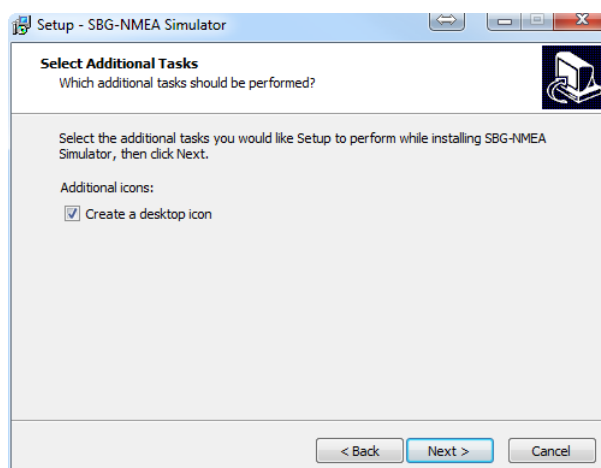 Setup - SBG-NMEA Simulator
Select Additional Tasks
Which additional tasks should be performed?
Select the additional tasks you would like Setup to perform while installing SBG-NMEA
Simulator, then click Next.
Additional icons:
Create a desktop icon
< Back
Next >
Cancel